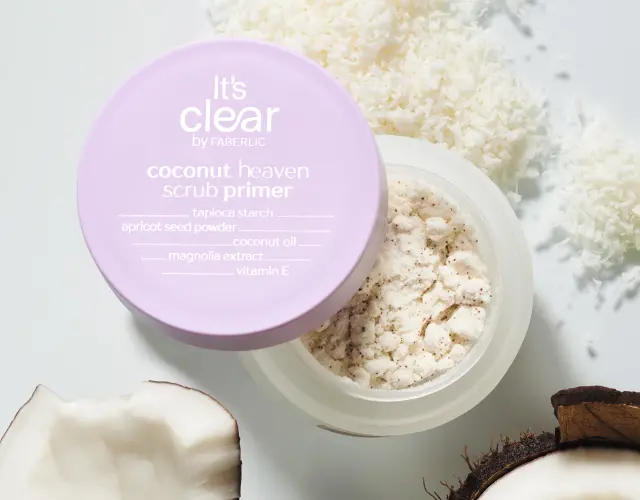 It's
clear
by FABERLIC
coconut heaven
scrub primer
tapioca starch
apricot seed powder
coconut oil
magnolia extract
vitamin E